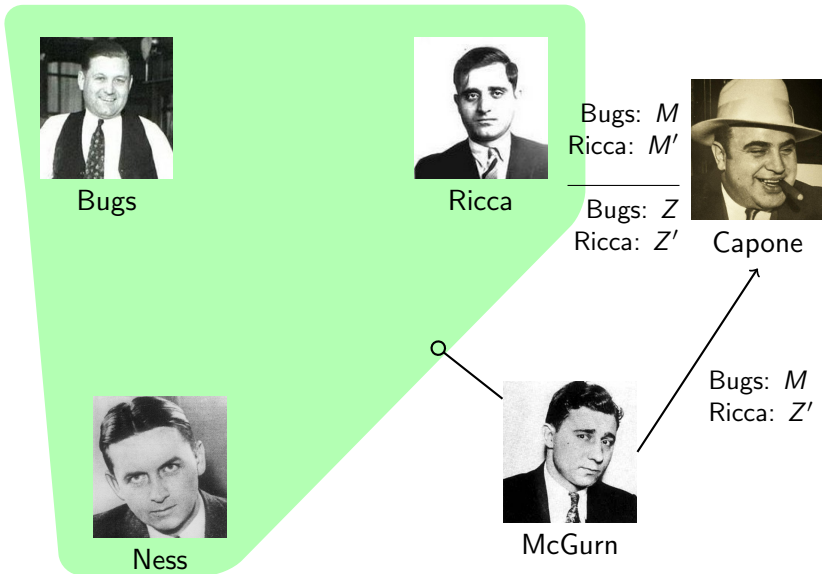 Bugs
Ricca
Bugs: M
Ricca: M′
Bugs: Z
Ricca: Z′
Capone
Bugs: M
Ricca: Z′
Ness
McGurn